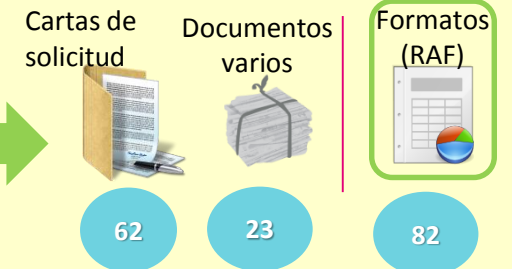 Cartas de
solicitud
Documentos
varios
Formatos
(RAF)
62
23
82